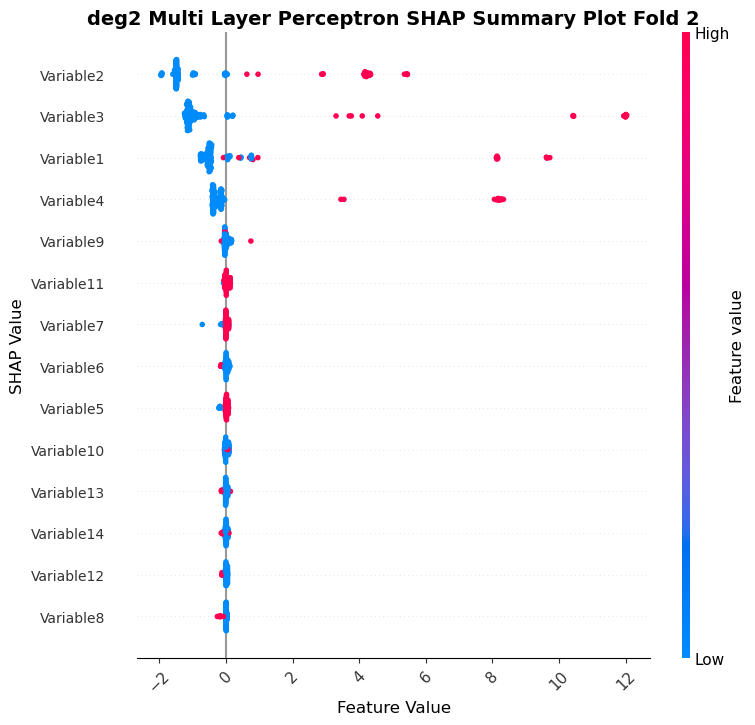 deg2 Multi Layer Perceptron SHAP Summary Plot Fold 2
High
Variable2
Variable3
Variable1
Variable4
Variable9
Variable11
Variable7
Variable6
Variable5
Variable10
Variable13
Variable14
Variable12
Variable8
SHAP Value
Feature value
Low
−2
0
2
4
6
8
10
12
Feature Value